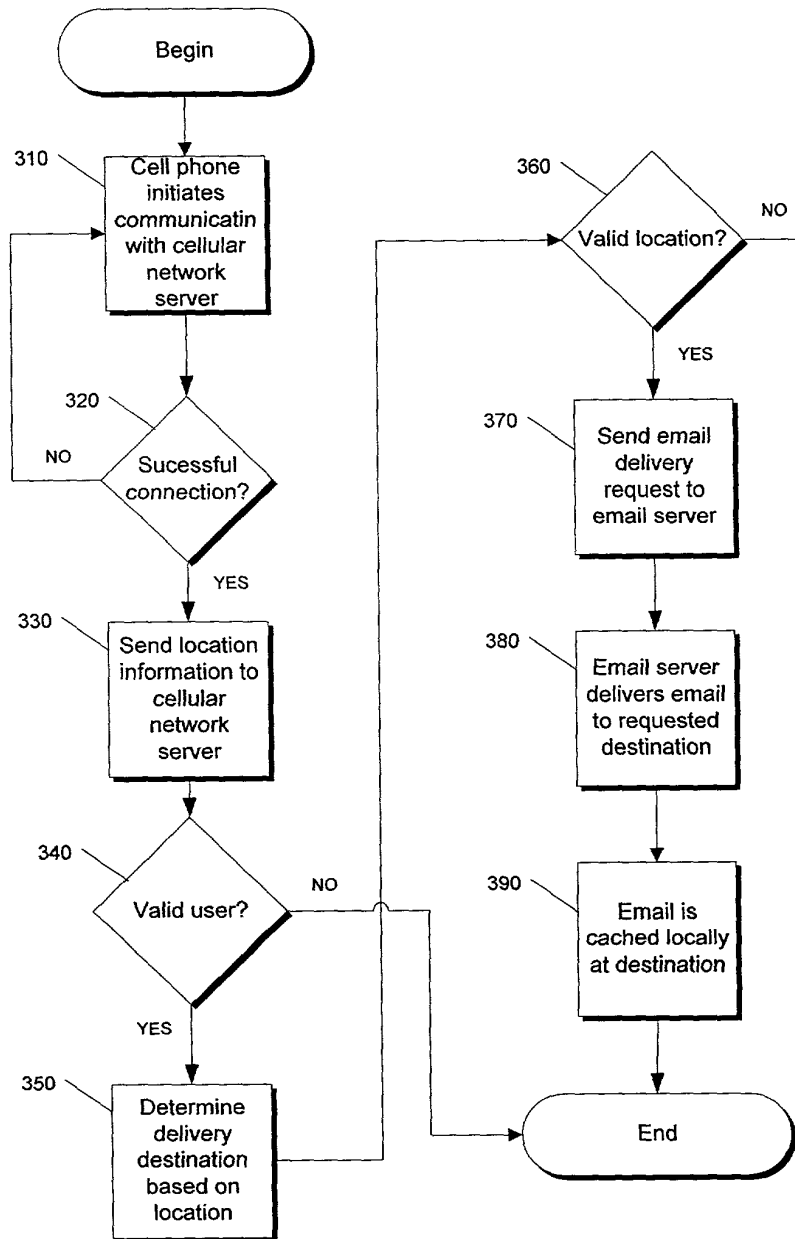 Begin
310
Cell phone
initiates
communicatin
with cellular
network
server
320
NO
Sucessful
connection?
YES
330
Send location
information to
cellular
network
server
340
Valid user?
NO
YES
350
Determine
delivery
destination
based on
location
360
Valid location?
NO
YES
370
Send email
delivery
request to
email server
380
Email server
delivers email
to requested
destination
390
Email is
cached locally
at destination
End